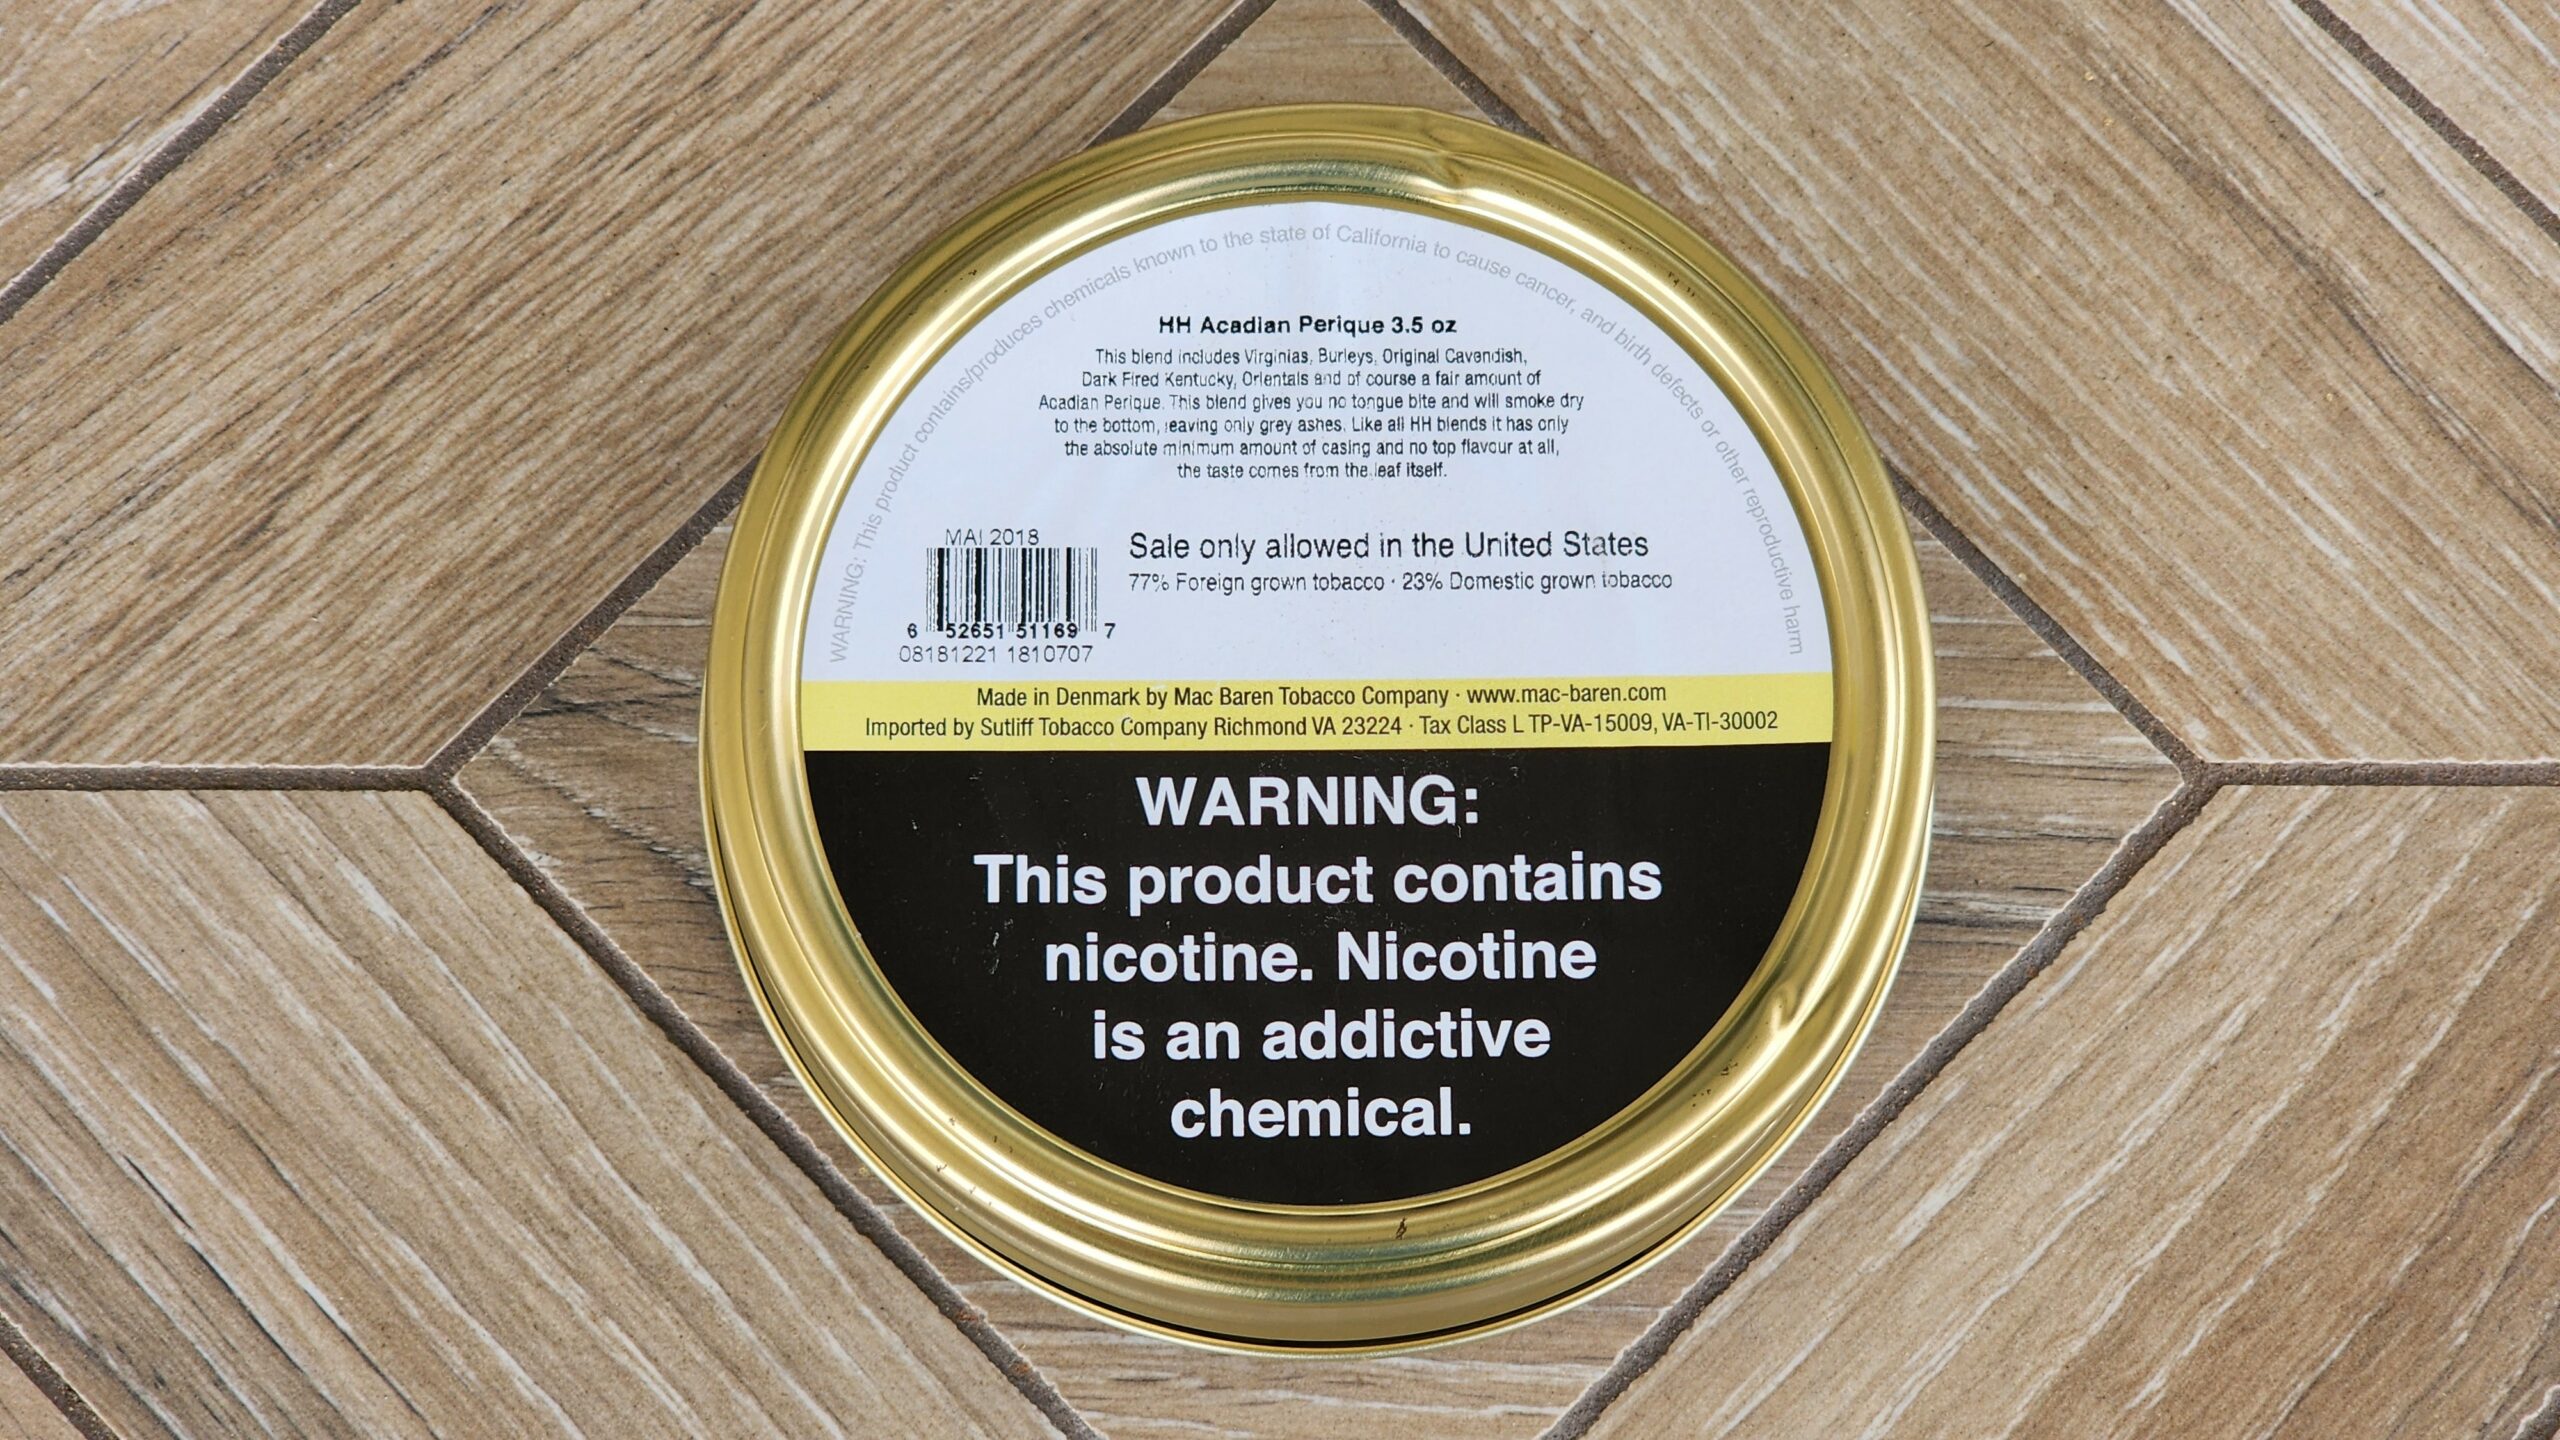 WARNING: This product contains/produces chemicals known to the state of California to cause cancer, and birth defects or other reproductive harm
HH Acadian Perique 3.5 oz
This blend includes Virginias, Burleys, Original Cavendish,
Dark Fired Kentucky, Orientals and of course a fair amount of
Acadian Perique. This blend gives you no tongue bite and will smoke dry
to the bottom, leaving only grey ashes. Like all HH blends it has only
the absolute minimum amount of casing and no top flavour at all,
the taste comes from the leaf itself.
MAI 2018
Sale only allowed in the United States
77% Foreign grown tobacco · 23% Domestic grown tobacco
6 52651 51169 7
08181221 1810707
Made in Denmark by Mac Baren Tobacco Company · www.mac-baren.com
Imported by Sutliff Tobacco Company Richmond VA 23224 · Tax Class L TP-VA-15009, VA-TI-30002
WARNING:
This product contains
nicotine. Nicotine
is an addictive
chemical.